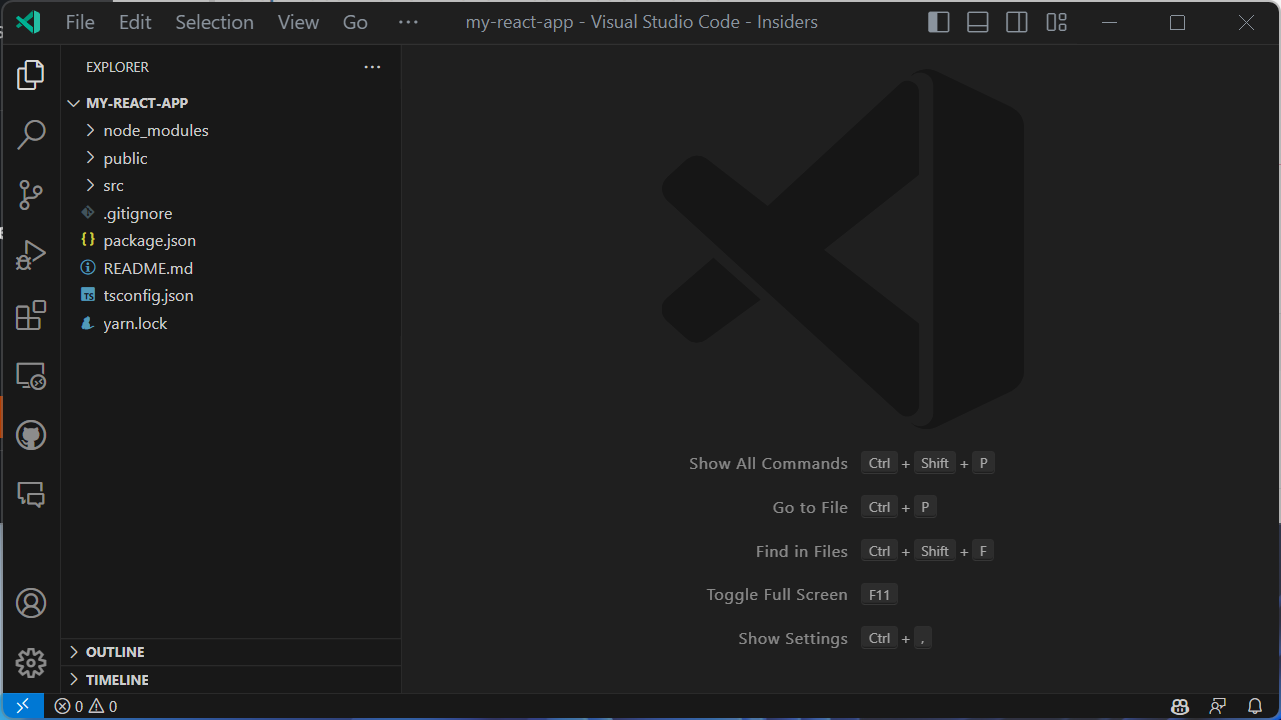 File Edit Selection View Go ··· my-react-app - Visual Studio Code - Insiders
EXPLORER ···
MY-REACT-APP
node_modules
public
src
.gitignore
{} package.json
README.md
TS tsconfig.json
yarn.lock
Show All Commands Ctrl + Shift + P
Go to File Ctrl + P
Find in Files Ctrl + Shift + F
Toggle Full Screen F11
Show Settings Ctrl + ,
OUTLINE
TIMELINE
0 0